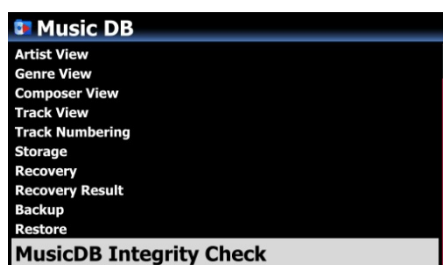 Music DB
Artist View
Genre View
Composer View
Track View
Track Numbering
Storage
Recovery
Recovery Result
Backup
Restore
MusicDB Integrity Check